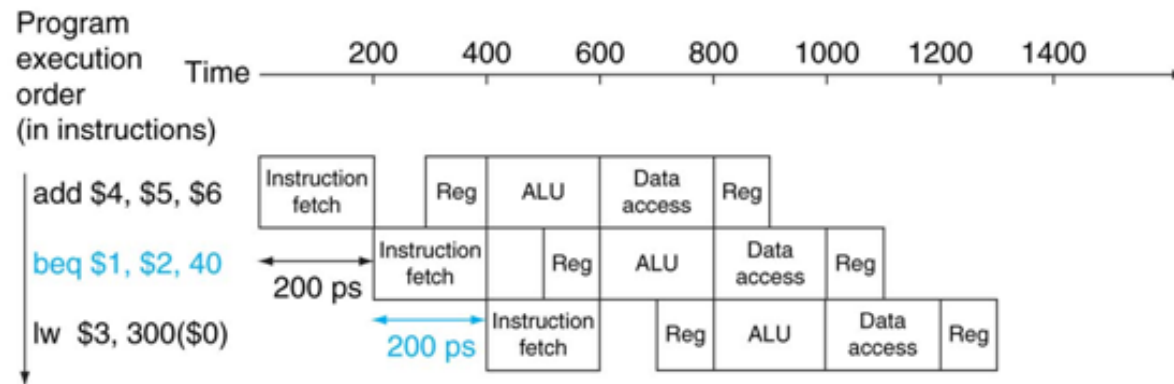 Program
execution
order
(in instructions)
Time
200 400 600 800 1000 1200 1400
add $4, $5, $6
Instruction
fetch
Reg
ALU
Data
access
Reg
beq $1, $2, 40
200 ps
Instruction
fetch
Reg
ALU
Data
access
Reg
lw $3, 300($0)
200 ps
Instruction
fetch
Reg
ALU
Data
access
Reg